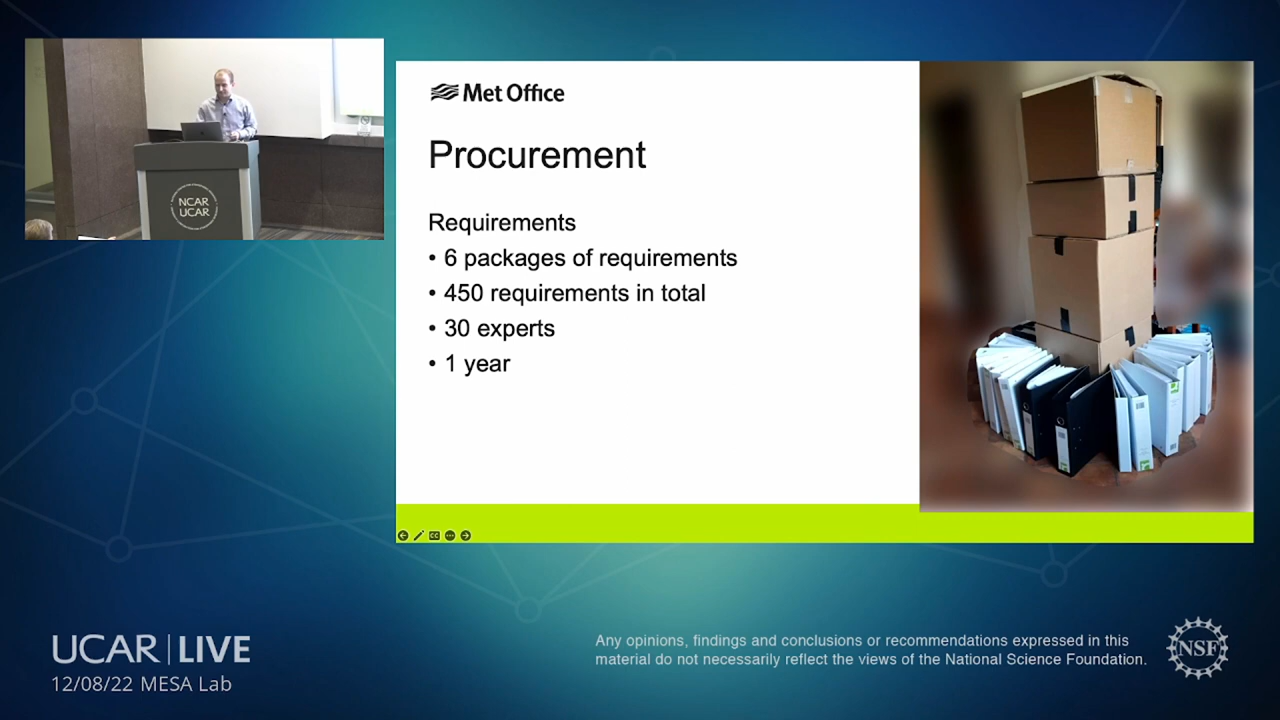 NCAR
UCAR
Met Office
Procurement
Requirements
• 6 packages of requirements
• 450 requirements in total
• 30 experts
• 1 year
UCAR | LIVE
12/08/22 MESA Lab
Any opinions, findings and conclusions or recommendations expressed in this
material do not necessarily reflect the views of the National Science Foundation.
NSF